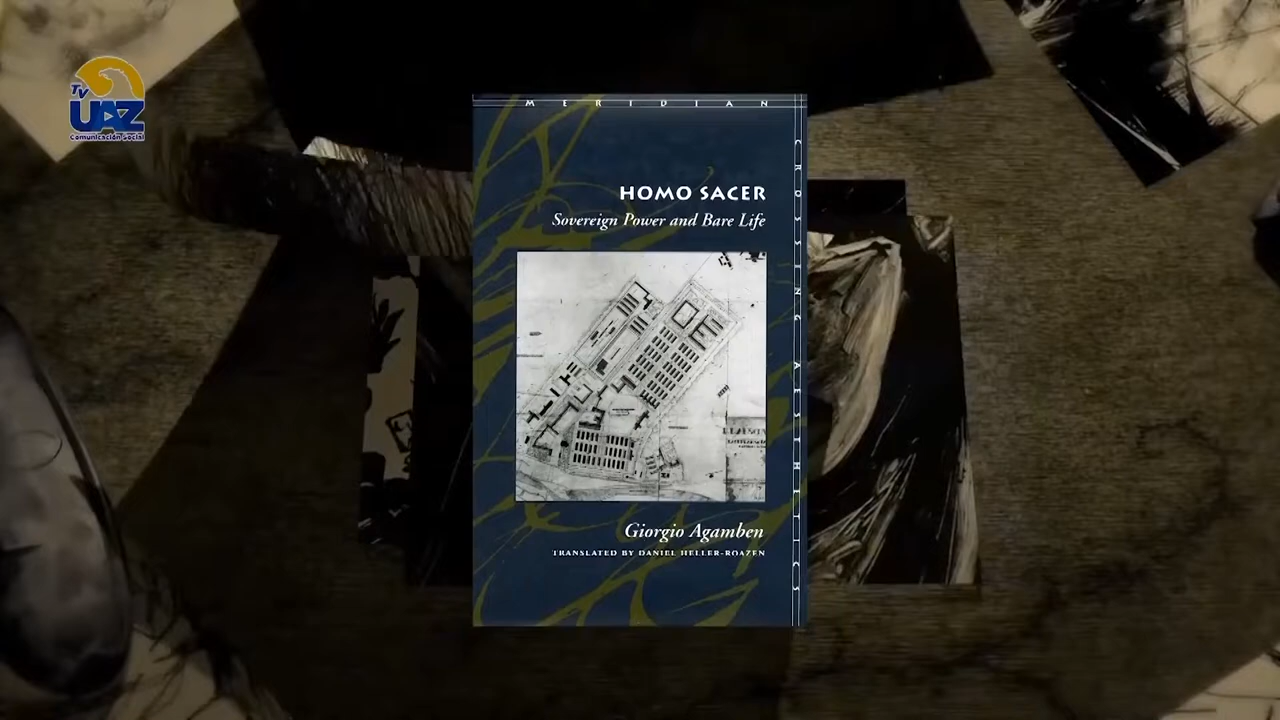 TV
UAZ
Comunicación Social
MERIDIAN
CROSSING AESTHETICS
HOMO SACER
Sovereign Power and Bare Life
Giorgio Agamben
TRANSLATED BY DANIEL HELLER-ROAZEN